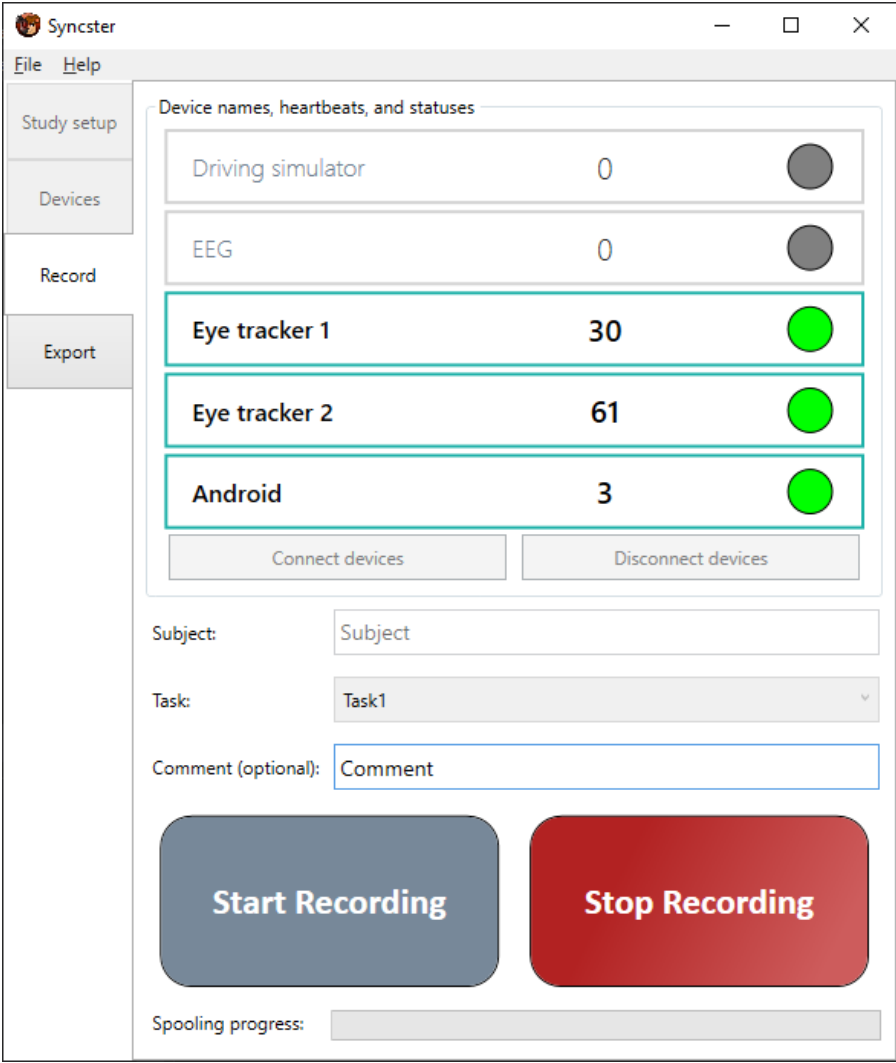 Syncster
File Help
Study setup
Devices
Record
Export
Device names, heartbeats, and statuses
Driving simulator 0
EEG 0
Eye tracker 1 30
Eye tracker 2 61
Android 3
Connect devices Disconnect devices
Subject: Subject
Task: Task1
Comment (optional): Comment
Start Recording Stop Recording
Spooling progress: